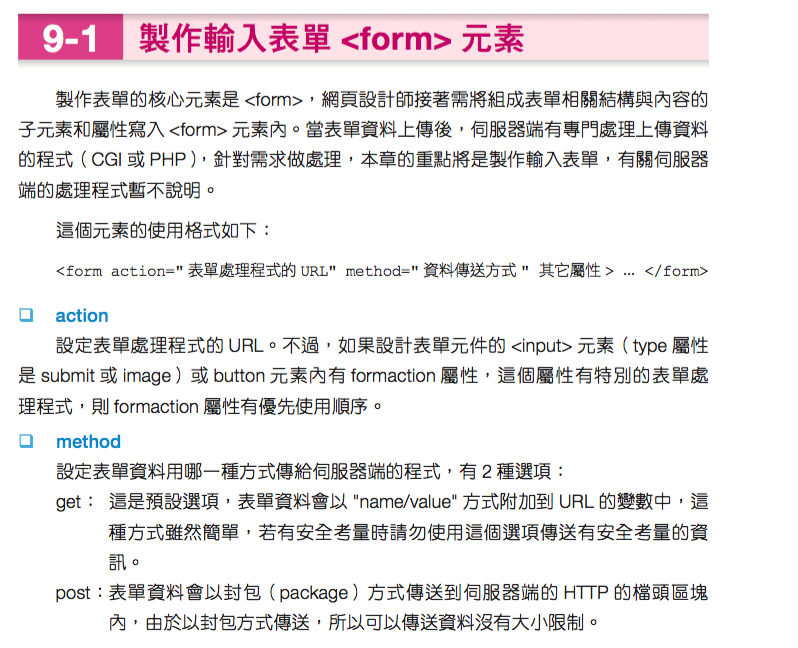 9-1 製作輸入表單 <form> 元素
製作表單的核心元素是 <form>，網頁設計師接著需將組成表單相關結構與內容的
子元素和屬性寫入 <form> 元素內。當表單資料上傳後，伺服器端有專門處理上傳資料
的程式（CGI 或 PHP），針對需求做處理，本章的重點將是製作輸入表單，有關伺服器
端的處理程式暫不說明。
這個元素的使用格式如下：
<form action=" 表單處理程式的 URL" method=" 資料傳送方式 " 其它屬性 > ... </form>
❑ action
設定表單處理程式的 URL。不過，如果設計表單元件的 <input> 元素（type 屬性
是 submit 或 image）或 button 元素內有 formaction 屬性，這個屬性有特別的表單處
理程式，則 formaction 屬性有優先使用順序。
❑ method
設定表單資料用哪一種方式傳給伺服器端的程式，有 2 種選項：
get： 這是預設選項，表單資料會以 "name/value" 方式附加到 URL 的變數中，這
種方式雖然簡單，若有安全考量時請勿使用這個選項傳送有安全考量的資
訊。
post：表單資料會以封包（package）方式傳送到伺服器端的 HTTP 的檔頭區塊
內，由於以封包方式傳送，所以可以傳送資料沒有大小限制。